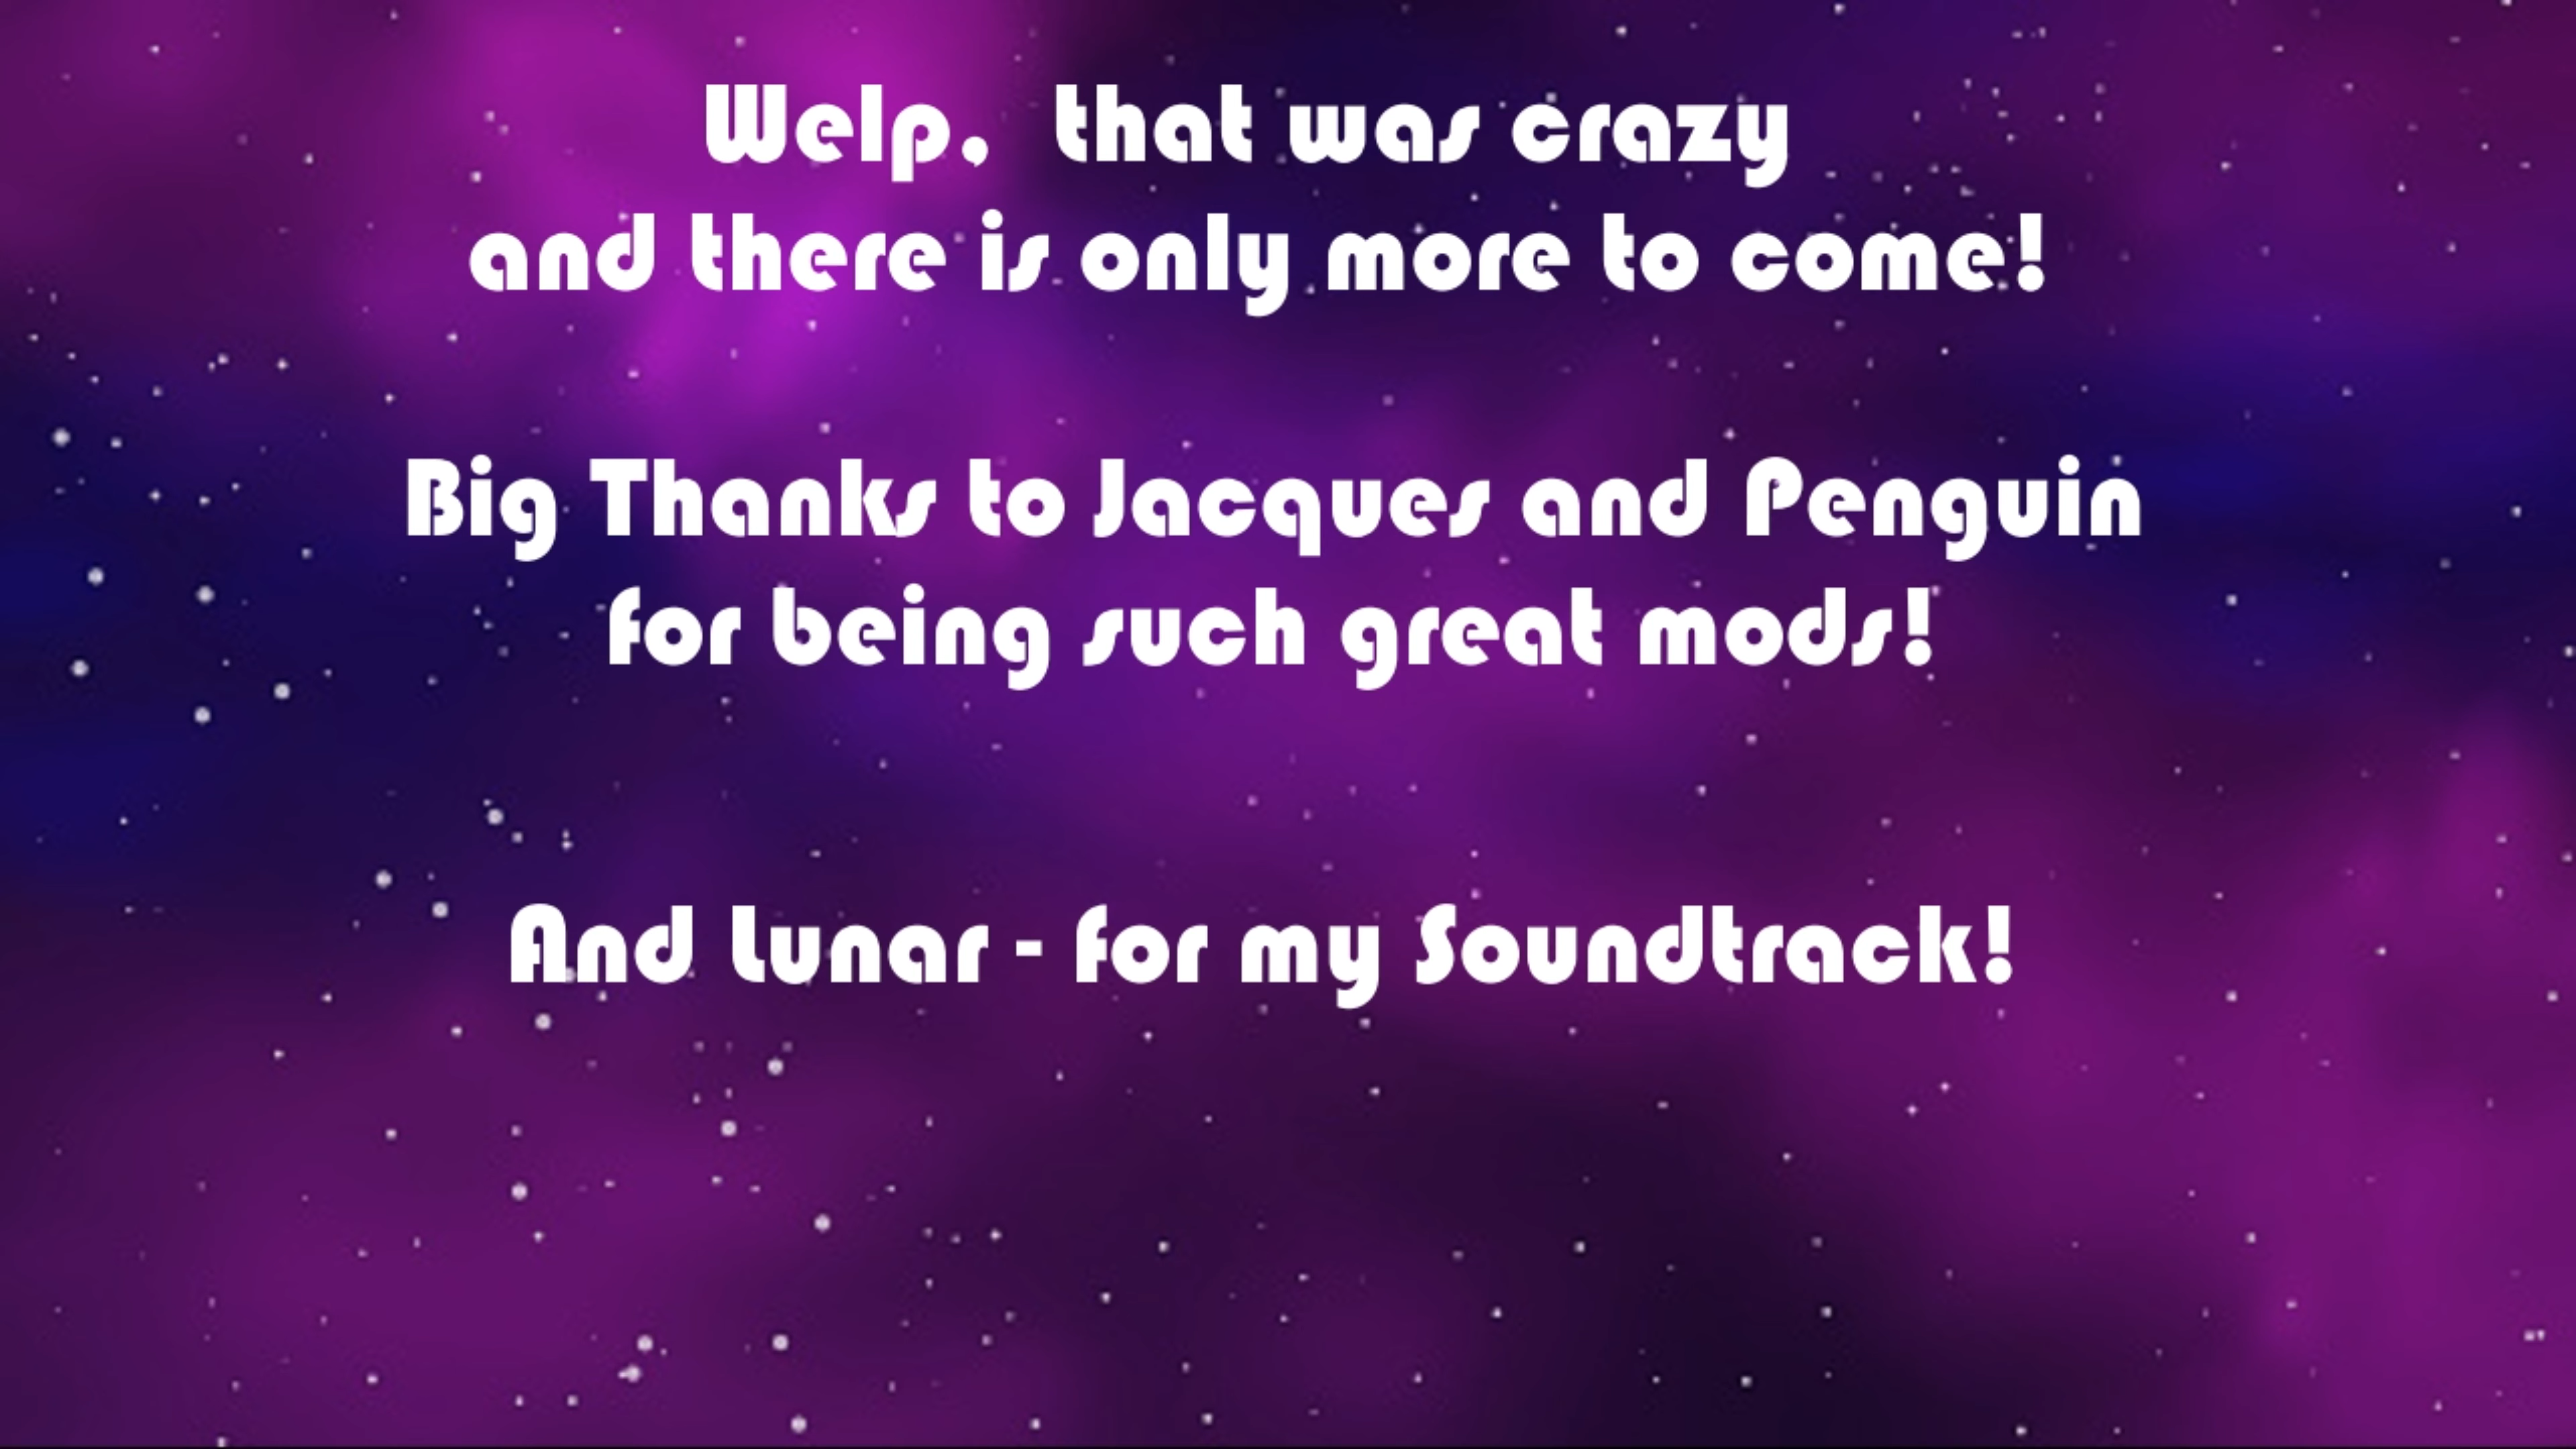 Welp, that was crazy
and there is only more to come!
Big Thanks to Jacques and Penguin
for being such great mods!
And Lunar - for my Soundtrack!